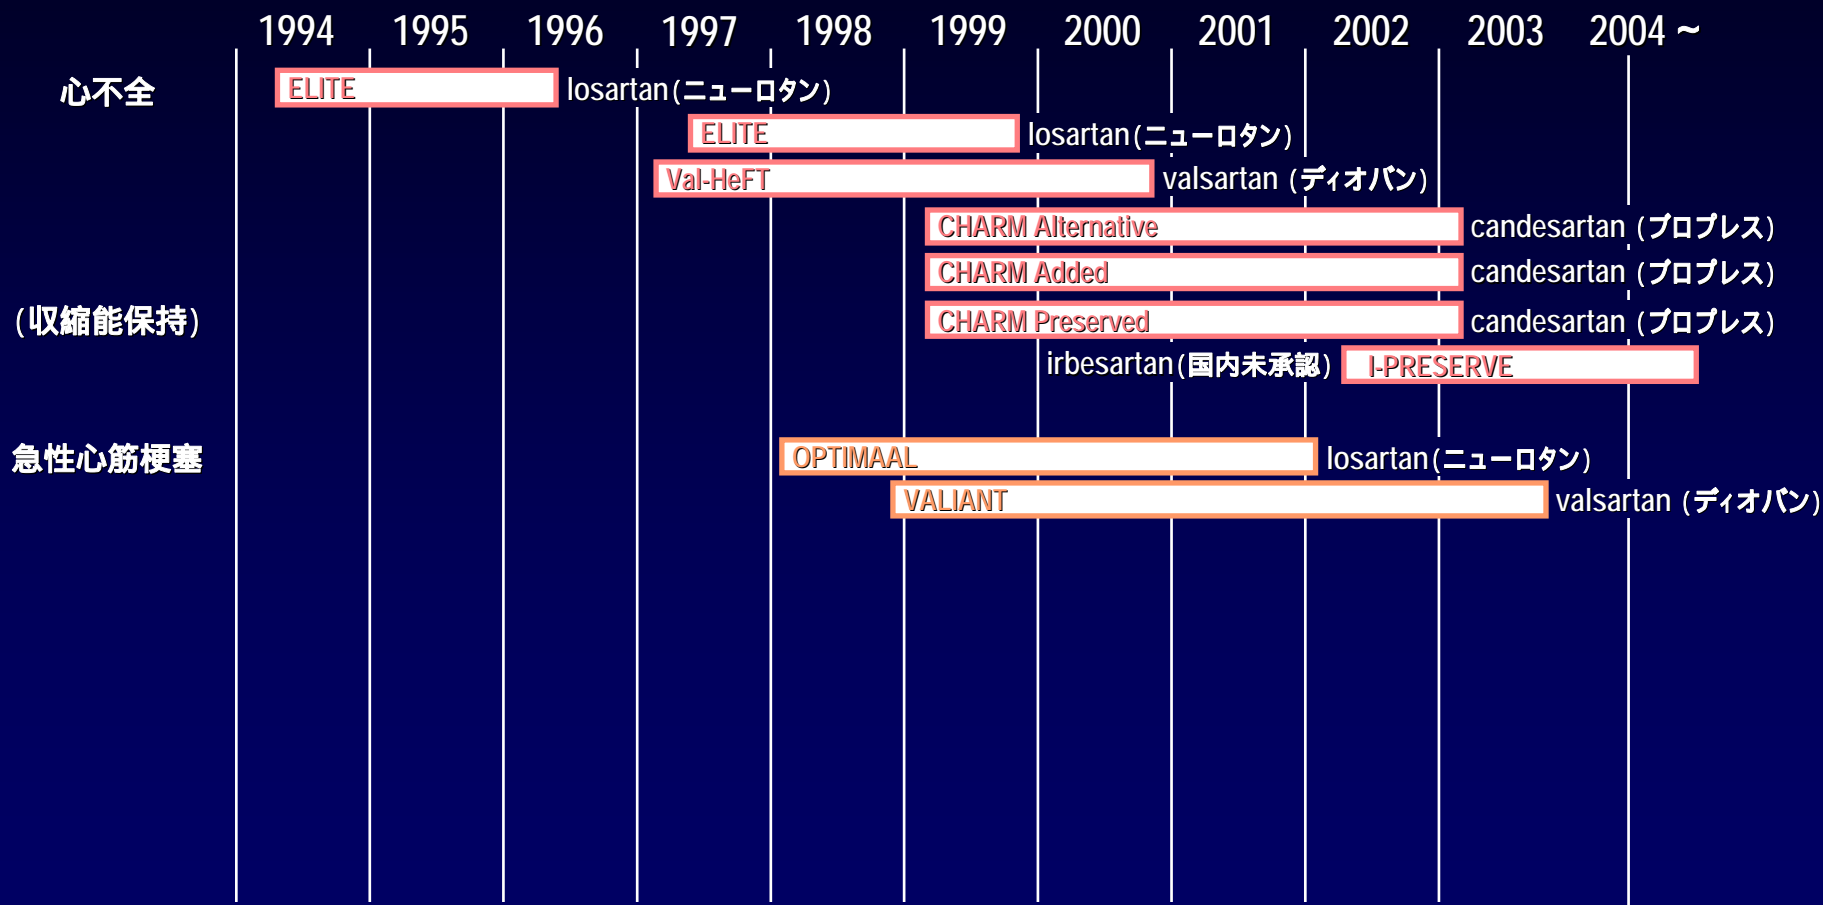 1994 1995 1996 1997 1998 1999 2000 2001 2002 2003 2004 ~
心不全 ELITE losartan(ニューロタン)
ELITE losartan(ニューロタン)
Val-HeFT valsartan (ディオバン)
CHARM Alternative candesartan (ブロプレス)
CHARM Added candesartan (ブロプレス)
(収縮能保持) CHARM Preserved candesartan (ブロプレス)
irbesartan(国内未承認) I-PRESERVE
急性心筋梗塞 OPTIMAAL losartan(ニューロタン)
VALIANT valsartan (ディオバン)